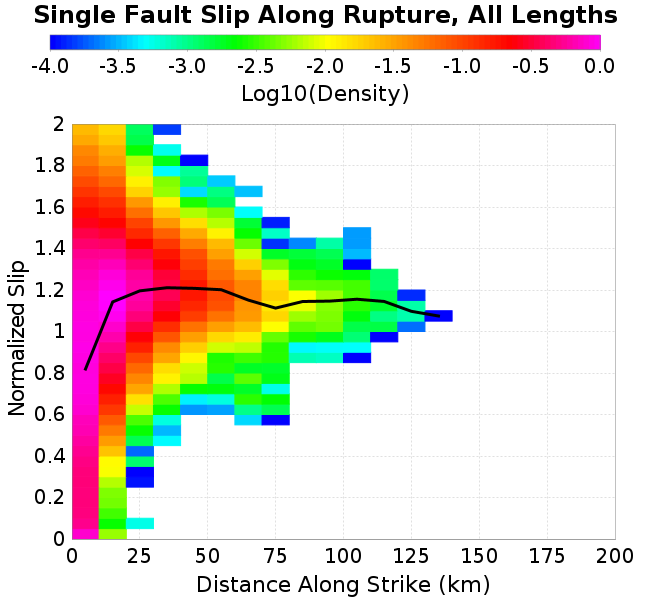 Single Fault Slip Along Rupture, All Lengths
-4.0 -3.5 -3.0 -2.5 -2.0 -1.5 -1.0 -0.5 0.0
Log10(Density)
Normalized Slip
2
1.8
1.6
1.4
1.2
1
0.8
0.6
0.4
0.2
0
0 25 50 75 100 125 150 175 200
Distance Along Strike (km)